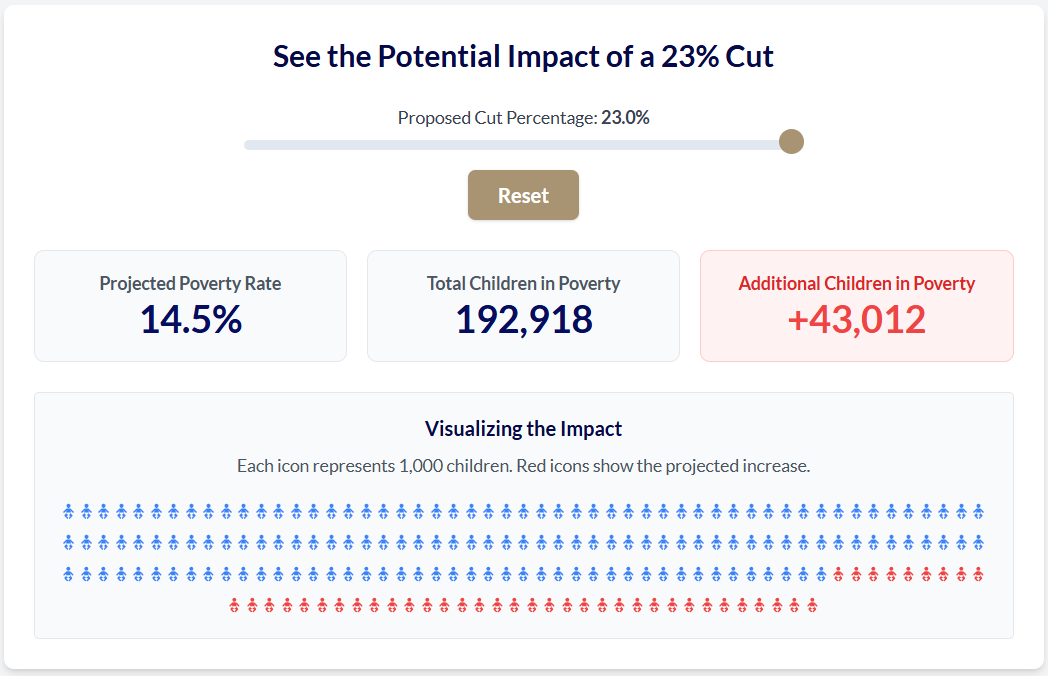 See the Potential Impact of a 23% Cut
Proposed Cut Percentage: 23.0%
Reset
Projected Poverty Rate
14.5%
Total Children in Poverty
192,918
Additional Children in Poverty
+43,012
Visualizing the Impact
Each icon represents 1,000 children. Red icons show the projected increase.